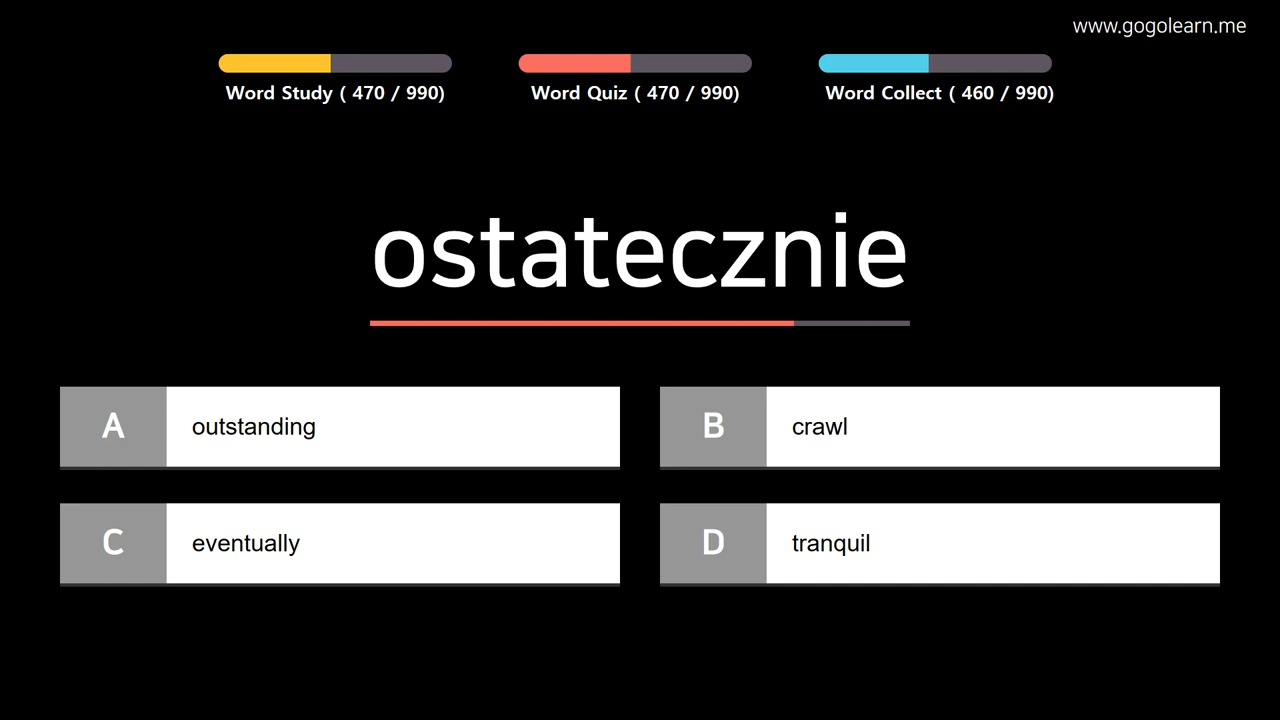 www.gogolearn.me
Word Study ( 470 / 990)
Word Quiz ( 470 / 990)
Word Collect ( 460 / 990)
ostatecznie
A outstanding
B crawl
C eventually
D tranquil